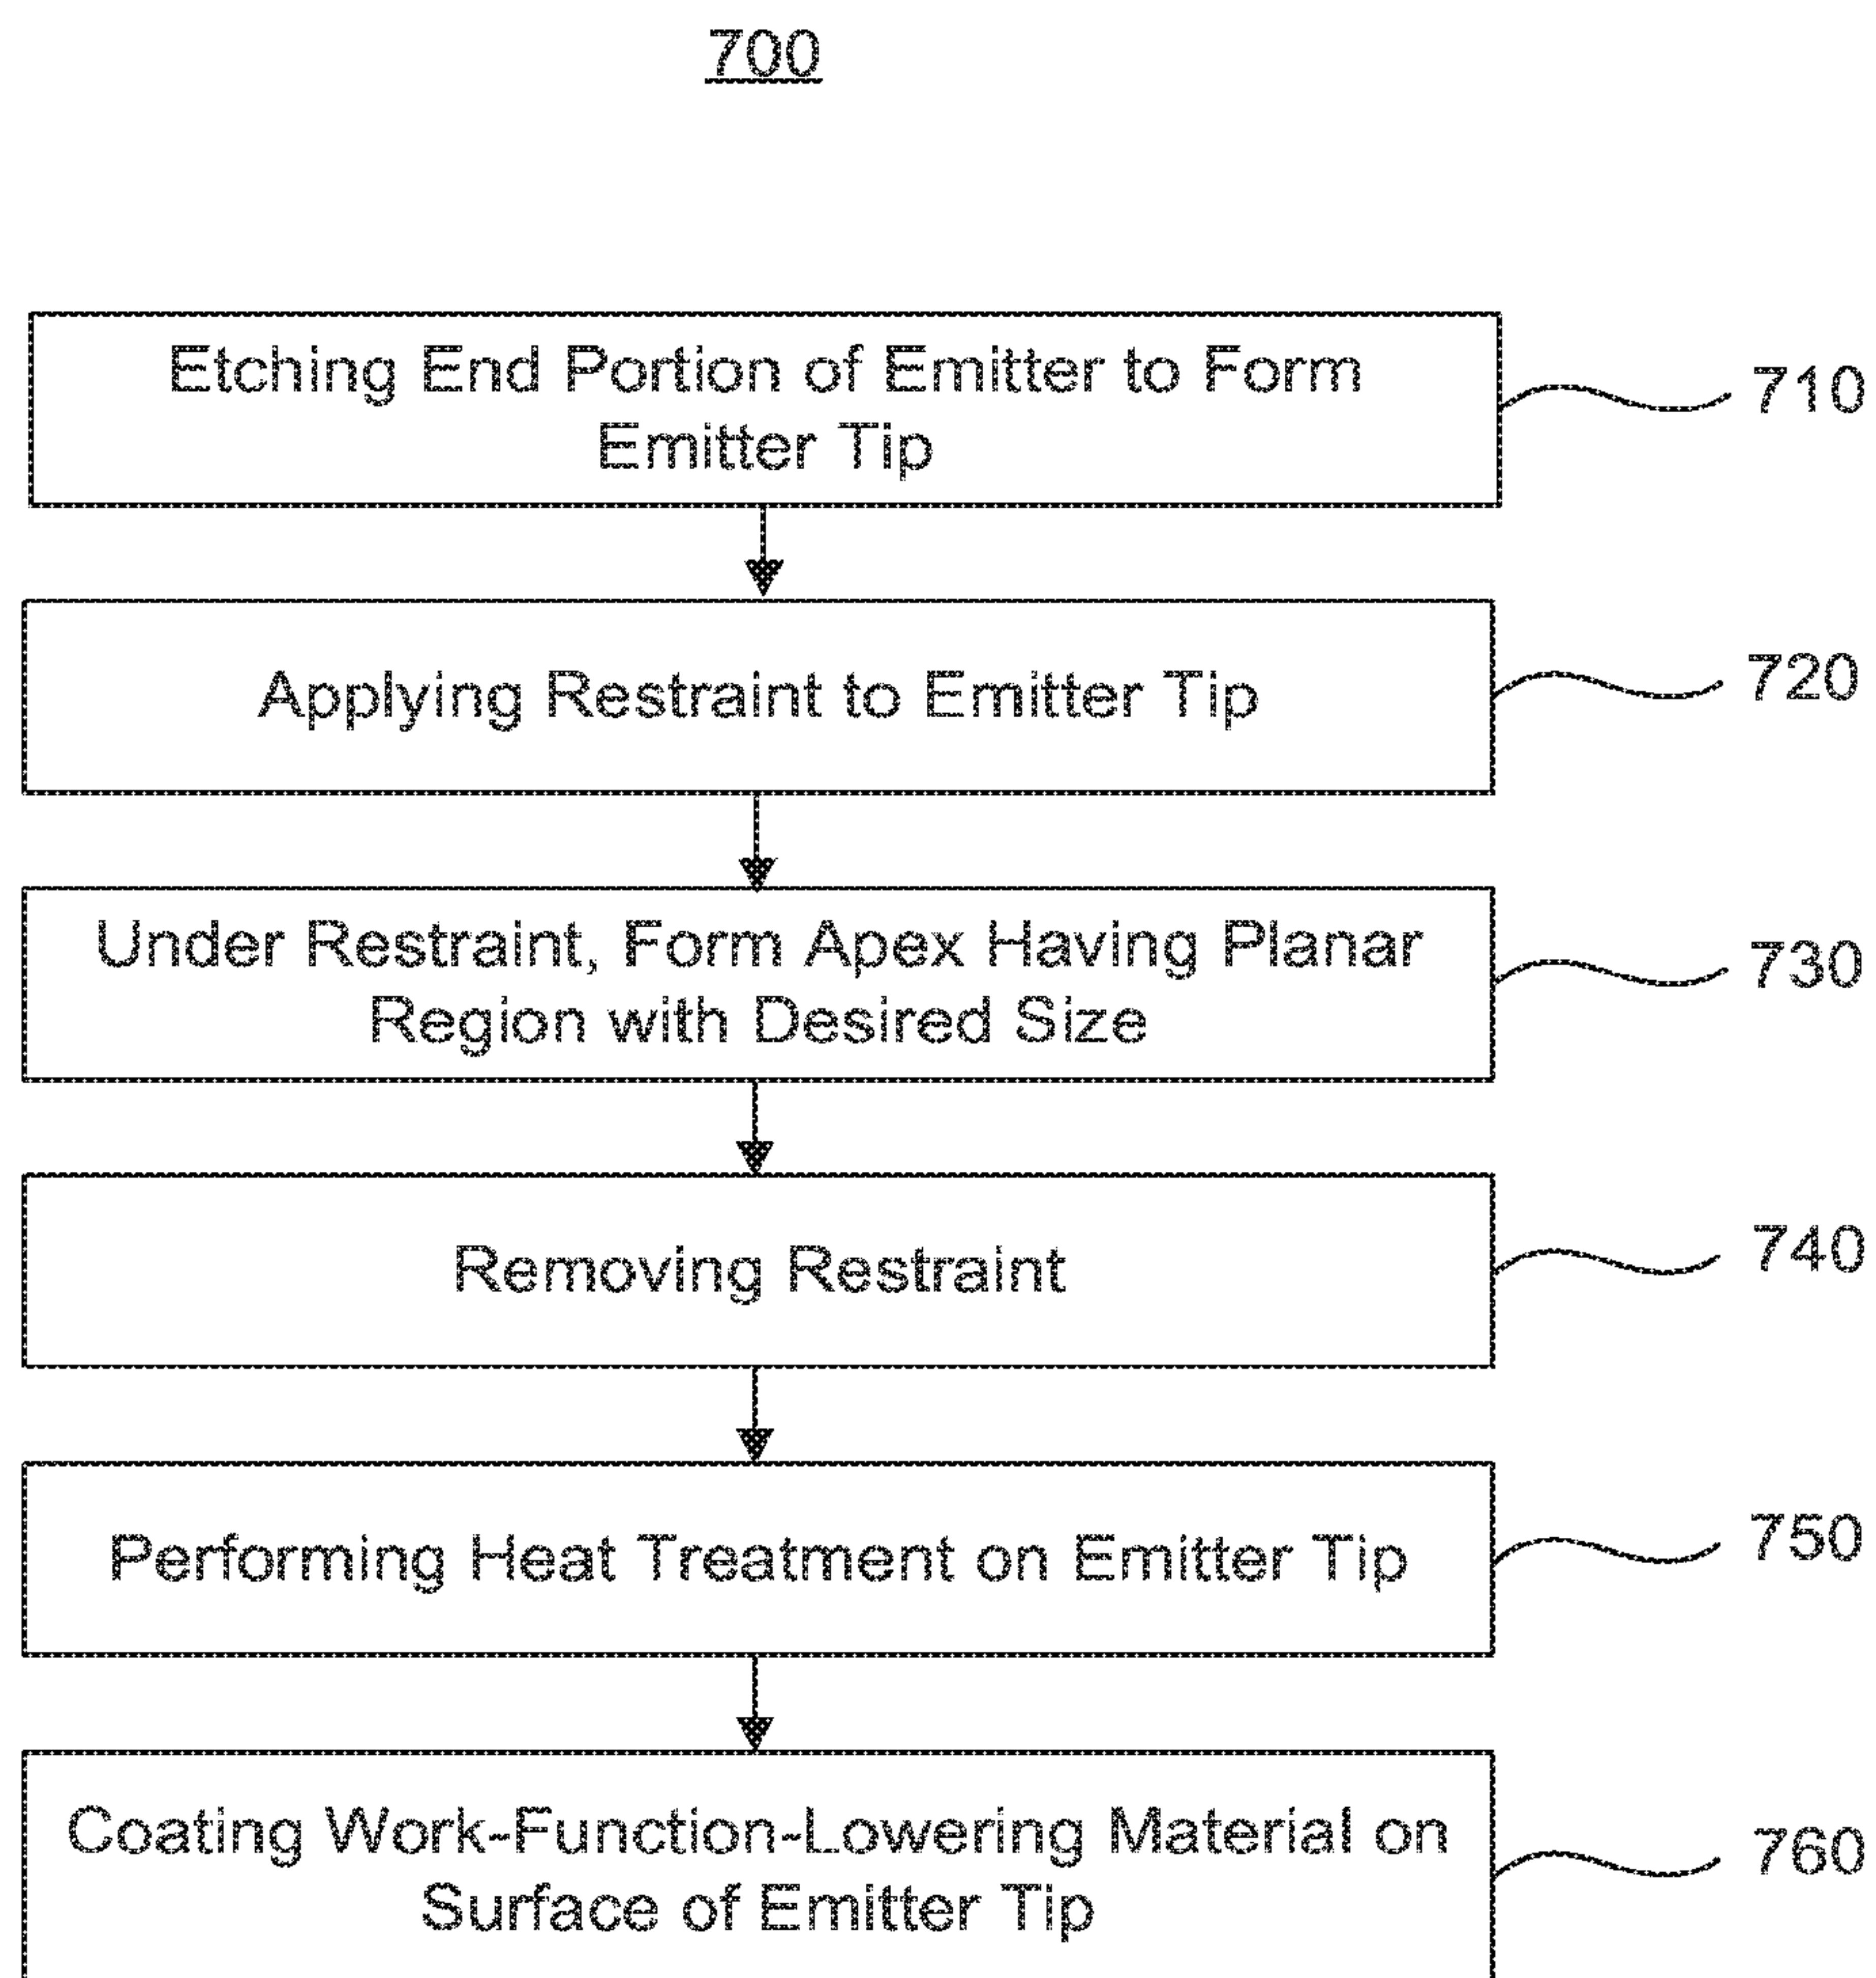 700
Etching End Portion of Emitter to Form
Emitter Tip
710
Applying Restraint to Emitter Tip
720
Under Restraint, Form Apex Having Planar
Region with Desired Size
730
Removing Restraint
740
Performing Heat Treatment on Emitter Tip
750
Coating Work-Function-Lowering Material on
Surface of Emitter Tip
760